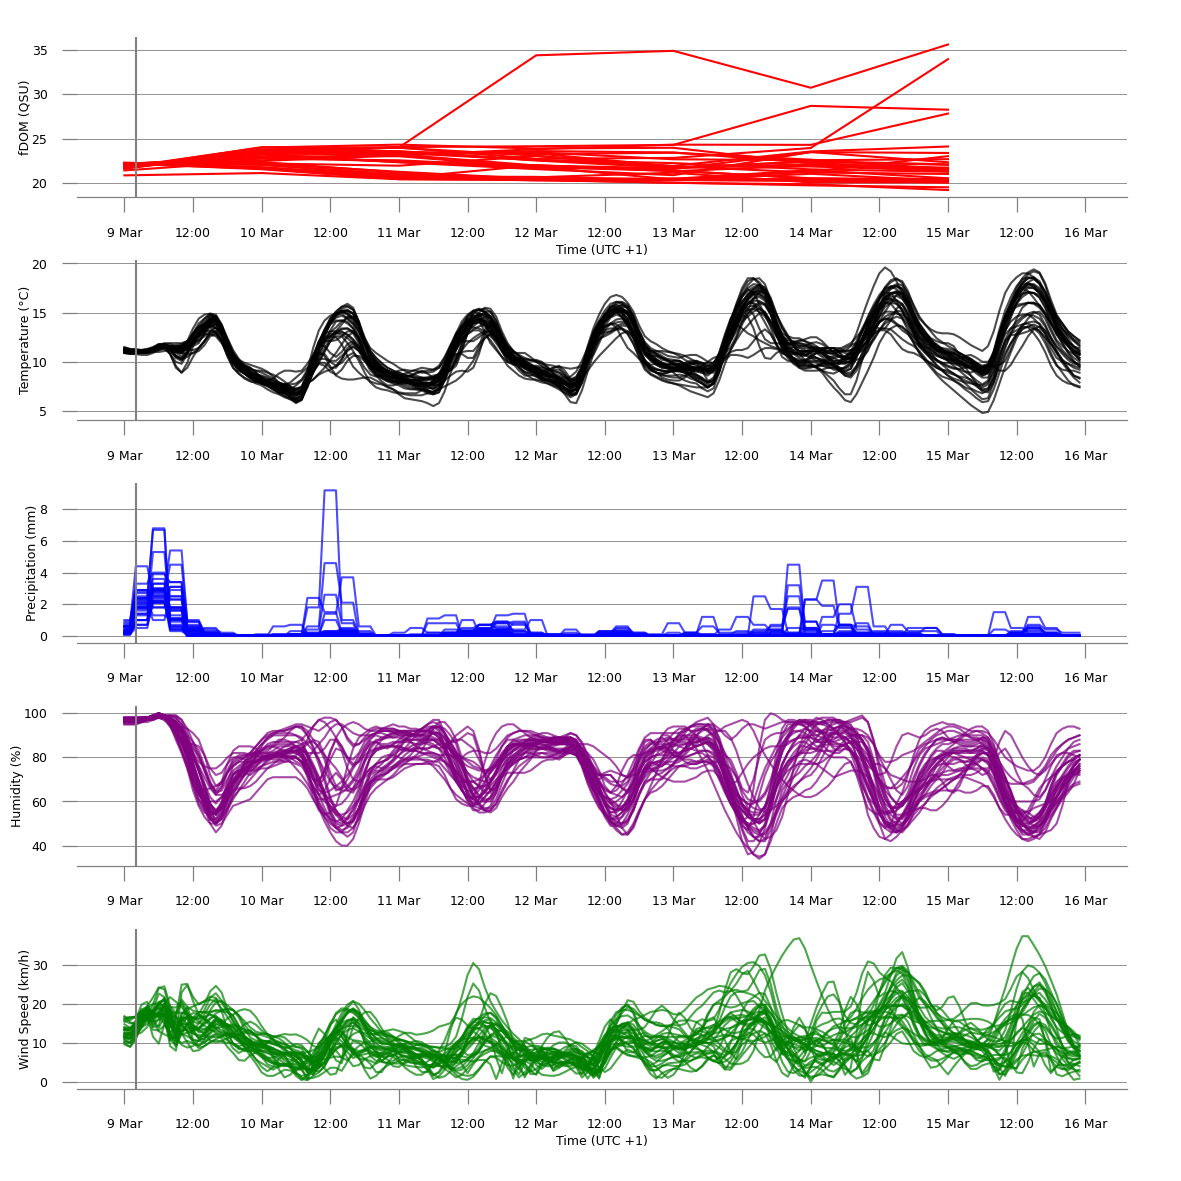 fDOM (QSU)
35
30
25
20
9 Mar 12:00 10 Mar 12:00 11 Mar 12:00 12 Mar 12:00 13 Mar 12:00 14 Mar 12:00 15 Mar 12:00 16 Mar
Time (UTC +1)
Temperature (°C)
20
15
10
5
9 Mar 12:00 10 Mar 12:00 11 Mar 12:00 12 Mar 12:00 13 Mar 12:00 14 Mar 12:00 15 Mar 12:00 16 Mar
Precipitation (mm)
8
6
4
2
0
9 Mar 12:00 10 Mar 12:00 11 Mar 12:00 12 Mar 12:00 13 Mar 12:00 14 Mar 12:00 15 Mar 12:00 16 Mar
Humidity (%)
100
80
60
40
9 Mar 12:00 10 Mar 12:00 11 Mar 12:00 12 Mar 12:00 13 Mar 12:00 14 Mar 12:00 15 Mar 12:00 16 Mar
Wind Speed (km/h)
30
20
10
0
9 Mar 12:00 10 Mar 12:00 11 Mar 12:00 12 Mar 12:00 13 Mar 12:00 14 Mar 12:00 15 Mar 12:00 16 Mar
Time (UTC +1)